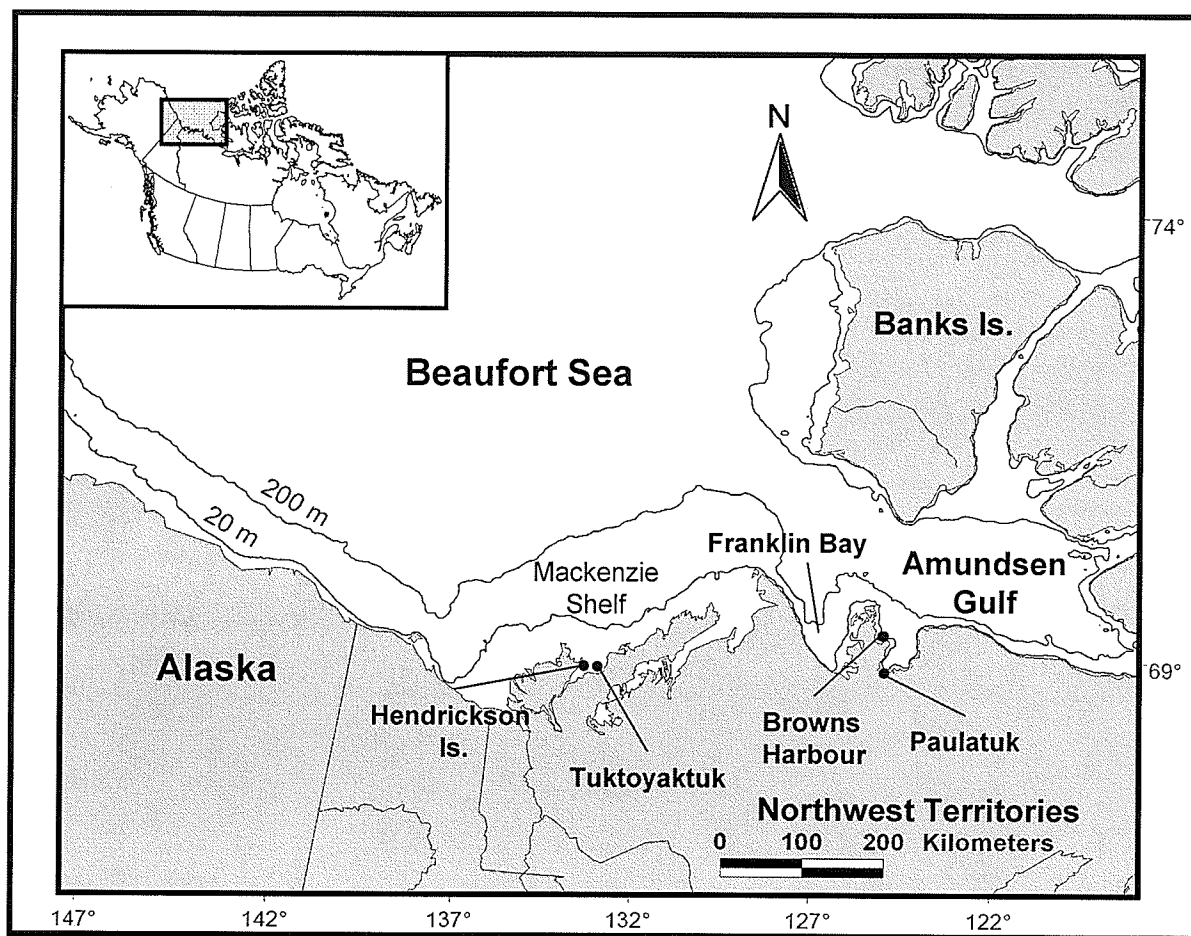 N
74°
Banks Is.
Beaufort Sea
200 m
20 m
Franklin Bay
Mackenzie
Shelf
Amundsen
Gulf
Alaska
69°
Hendrickson
Is.
Browns
Harbour
Paulatuk
Tuktoyaktuk
Northwest Territories
0 100 200 Kilometers
147° 142° 137° 132° 127° 122°